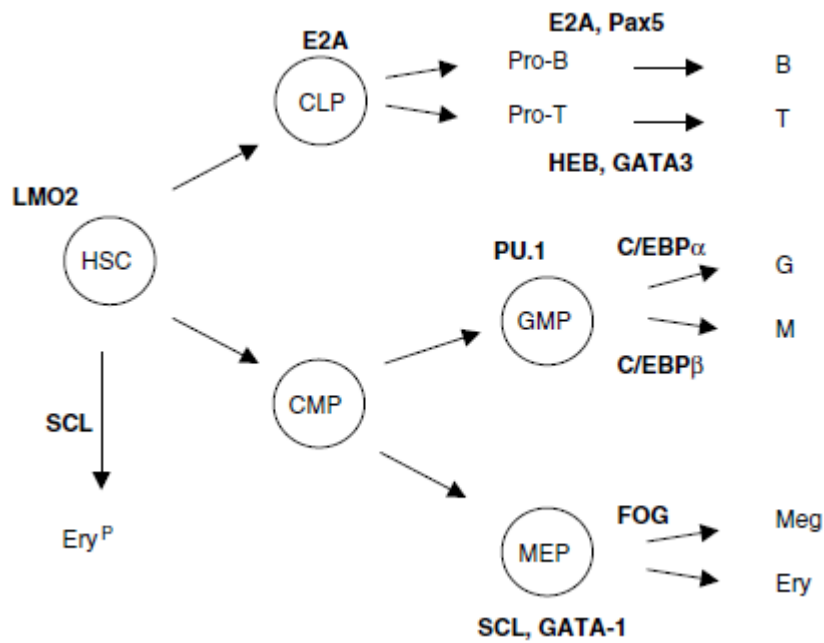 E2A, Pax5
E2A
Pro-B
B
CLP
Pro-T
T
HEB, GATA3
LMO2
HSC
PU.1
C/EBPα
G
GMP
M
C/EBPβ
CMP
SCL
FOG
Meg
Ery^P
MEP
Ery
SCL, GATA-1